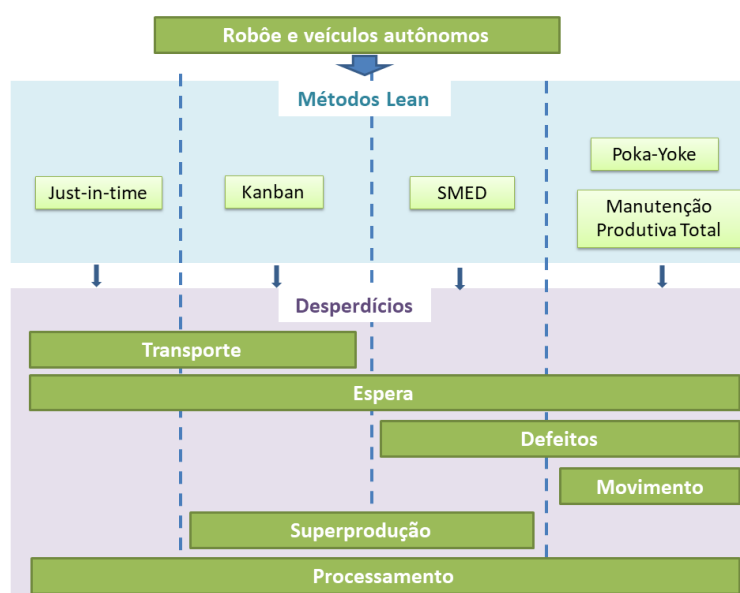 Robôe e veículos autônomos
Métodos Lean
Just-in-time
Kanban
SMED
Poka-Yoke
Manutenção
Produtiva Total
Desperdícios
Transporte
Espera
Defeitos
Movimento
Superprodução
Processamento